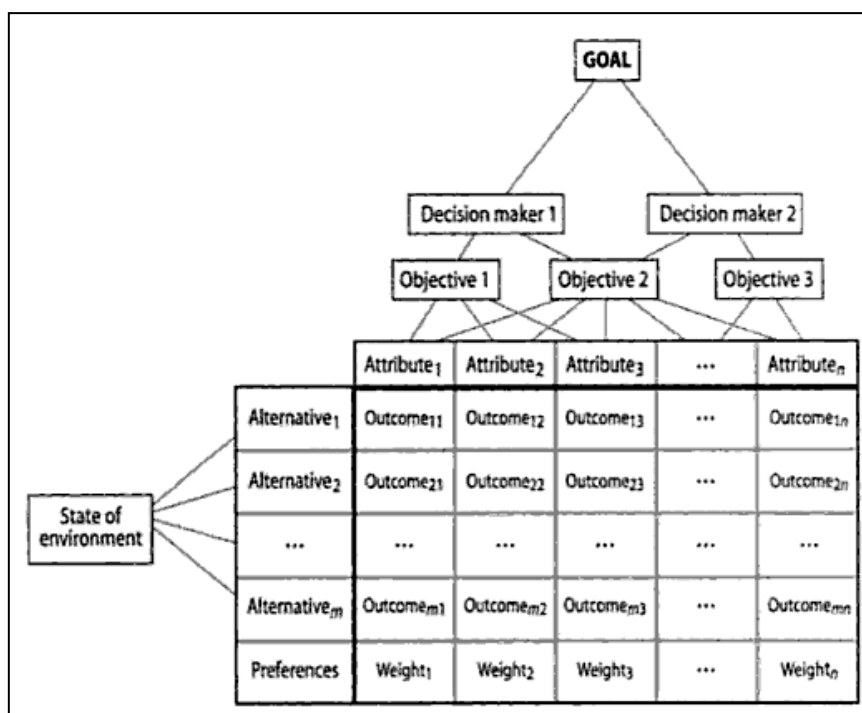 GOAL
Decision maker 1 Decision maker 2
Objective 1 Objective 2 Objective 3
Attribute1 Attribute2 Attribute3 ... Attributen
Alternative1 Outcome11 Outcome12 Outcome13 ... Outcome1n
Alternative2 Outcome21 Outcome22 Outcome23 ... Outcome2n
State of
environment
... ... ... ... ... ...
Alternativem Outcomem1 Outcomem2 Outcomem3 ... Outcomemn
Preferences Weight1 Weight2 Weight3 ... Weightn